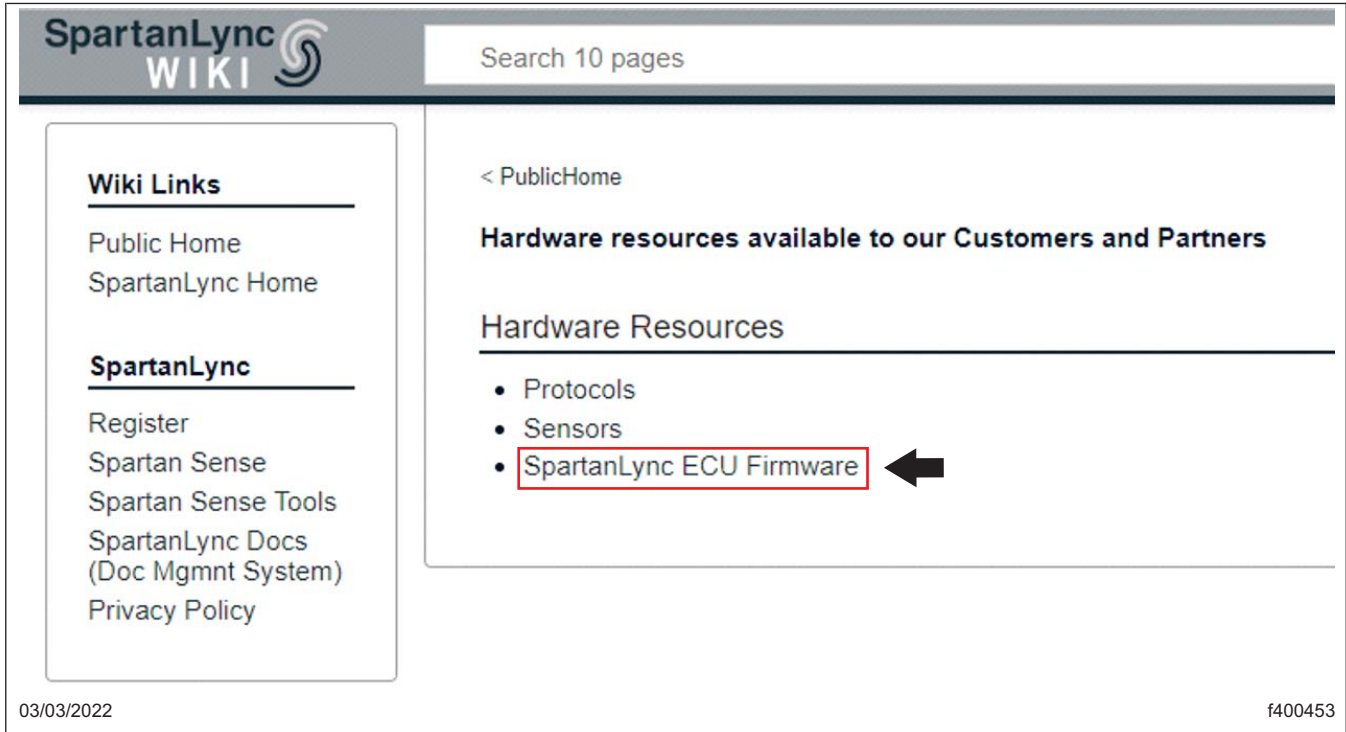 SpartanLync
WIKI
Search 10 pages
Wiki Links
Public Home
SpartanLync Home
SpartanLync
Register
Spartan Sense
Spartan Sense Tools
SpartanLync Docs
(Doc Mgmnt System)
Privacy Policy
< PublicHome
Hardware resources available to our Customers and Partners
Hardware Resources
• Protocols
• Sensors
• SpartanLync ECU Firmware
03/03/2022
f400453